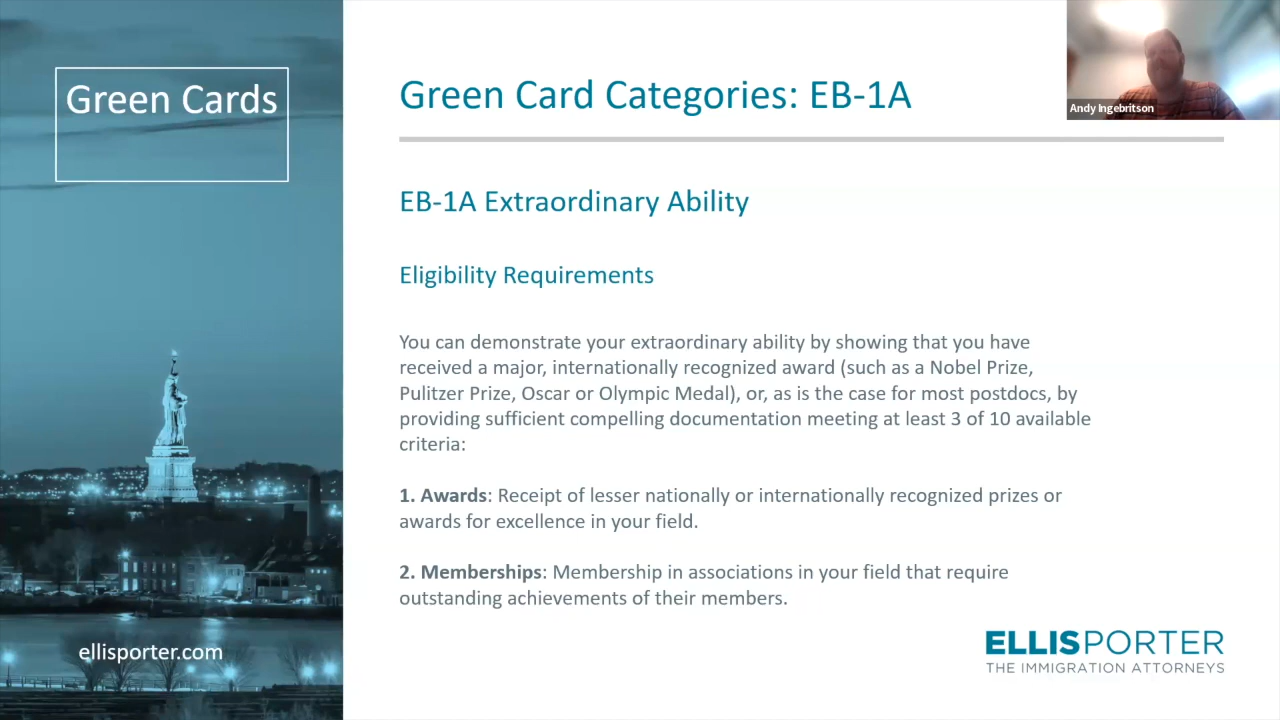 Green Cards
Green Card Categories: EB-1A
Andy Ingebritson
EB-1A Extraordinary Ability
Eligibility Requirements
You can demonstrate your extraordinary ability by showing that you have
received a major, internationally recognized award (such as a Nobel Prize,
Pulitzer Prize, Oscar or Olympic Medal), or, as is the case for most postdocs, by
providing sufficient compelling documentation meeting at least 3 of 10 available
criteria:
1. Awards: Receipt of lesser nationally or internationally recognized prizes or
awards for excellence in your field.
2. Memberships: Membership in associations in your field that require
outstanding achievements of their members.
ellisporter.com
ELLISPORTER
THE IMMIGRATION ATTORNEYS